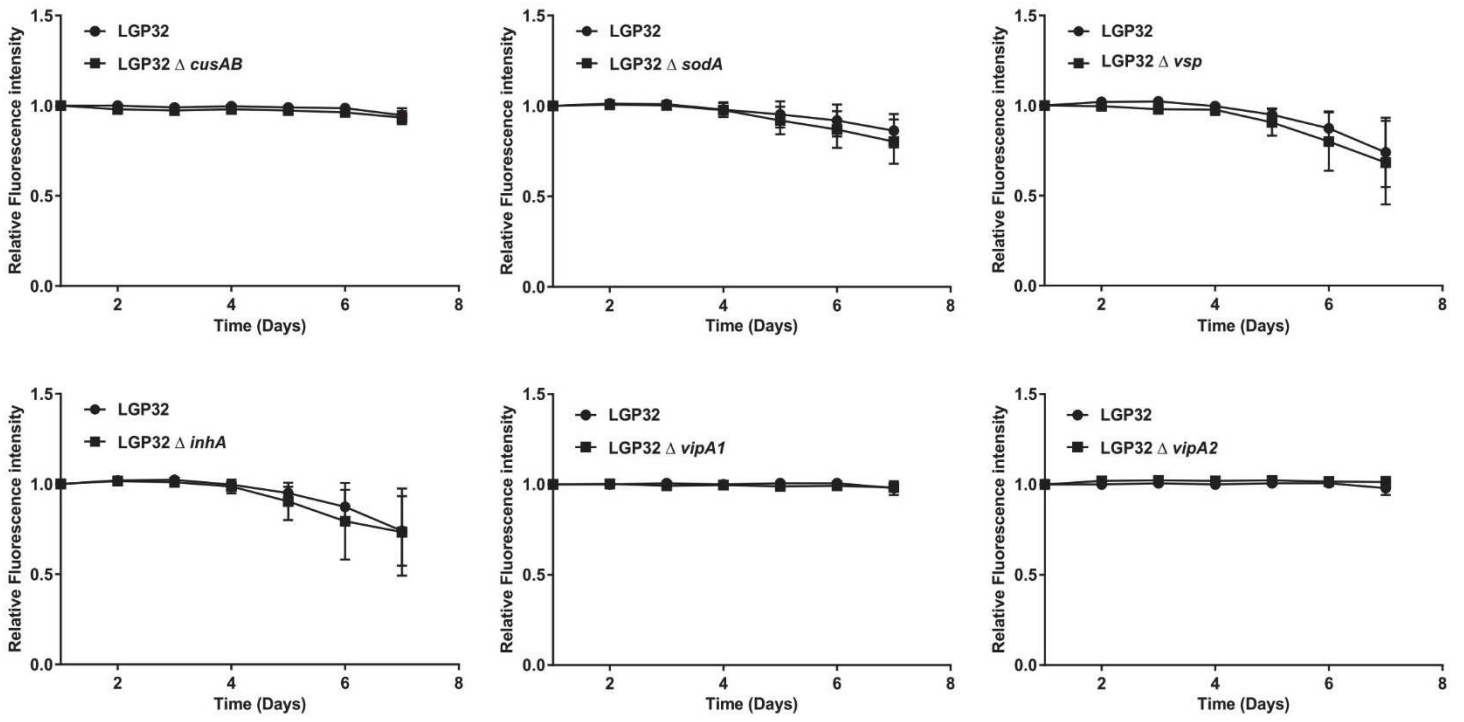 Relative Fluorescence intensity
1.5
1.0
0.5
0.0
LGP32
LGP32 Δ cusAB
2
4
6
8
Time (Days)
Relative Fluorescence intensity
1.5
1.0
0.5
0.0
LGP32
LGP32 Δ sodA
2
4
6
8
Time (Days)
Relative Fluorescence intensity
1.5
1.0
0.5
0.0
LGP32
LGP32 Δ vsp
2
4
6
8
Time (Days)
Relative Fluorescence intensity
1.5
1.0
0.5
0.0
LGP32
LGP32 Δ inhA
2
4
6
8
Time (Days)
Relative Fluorescence intensity
1.5
1.0
0.5
0.0
LGP32
LGP32 Δ vipA1
2
4
6
8
Time (Days)
Relative Fluorescence intensity
1.5
1.0
0.5
0.0
LGP32
LGP32 Δ vipA2
2
4
6
8
Time (Days)